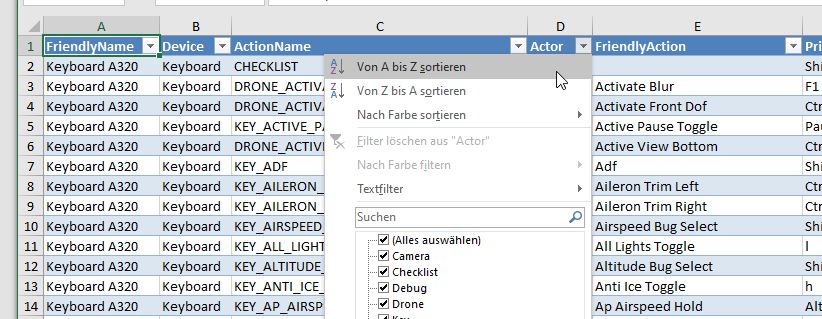 A B C D E
1 FriendlyName Device ActionName Actor FriendlyAction Pri
2 Keyboard A320 Keyboard CHECKLIST Von A bis Z sortieren Shi
3 Keyboard A320 Keyboard DRONE_ACTIVA Von Z bis A sortieren Activate Blur F1
4 Keyboard A320 Keyboard DRONE_ACTIVA Nach Farbe sortieren Activate Front Dof Ctr
5 Keyboard A320 Keyboard KEY_ACTIVE_PA Filter löschen aus "Actor" Active Pause Toggle Pau
6 Keyboard A320 Keyboard DRONE_ACTIV Nach Farbe filtern Active View Bottom Ctr
7 Keyboard A320 Keyboard KEY_ADF Textfilter Adf Shi
8 Keyboard A320 Keyboard KEY_AILERON_ Suchen Aileron Trim Left Ctr
9 Keyboard A320 Keyboard KEY_AILERON_ (Alles auswählen) Aileron Trim Right Ctr
10 Keyboard A320 Keyboard KEY_AIRSPEED_ Camera Airspeed Bug Select Shi
11 Keyboard A320 Keyboard KEY_ALL_LIGHT Checklist All Lights Toggle l
12 Keyboard A320 Keyboard KEY_ALTITUDE_ Debug Altitude Bug Select Shi
13 Keyboard A320 Keyboard KEY_ANTI_ICE_ Drone Anti Ice Toggle h
14 Keyboard A320 Keyboard KEY_AP_AIRSP Ap Airspeed Hold Alt